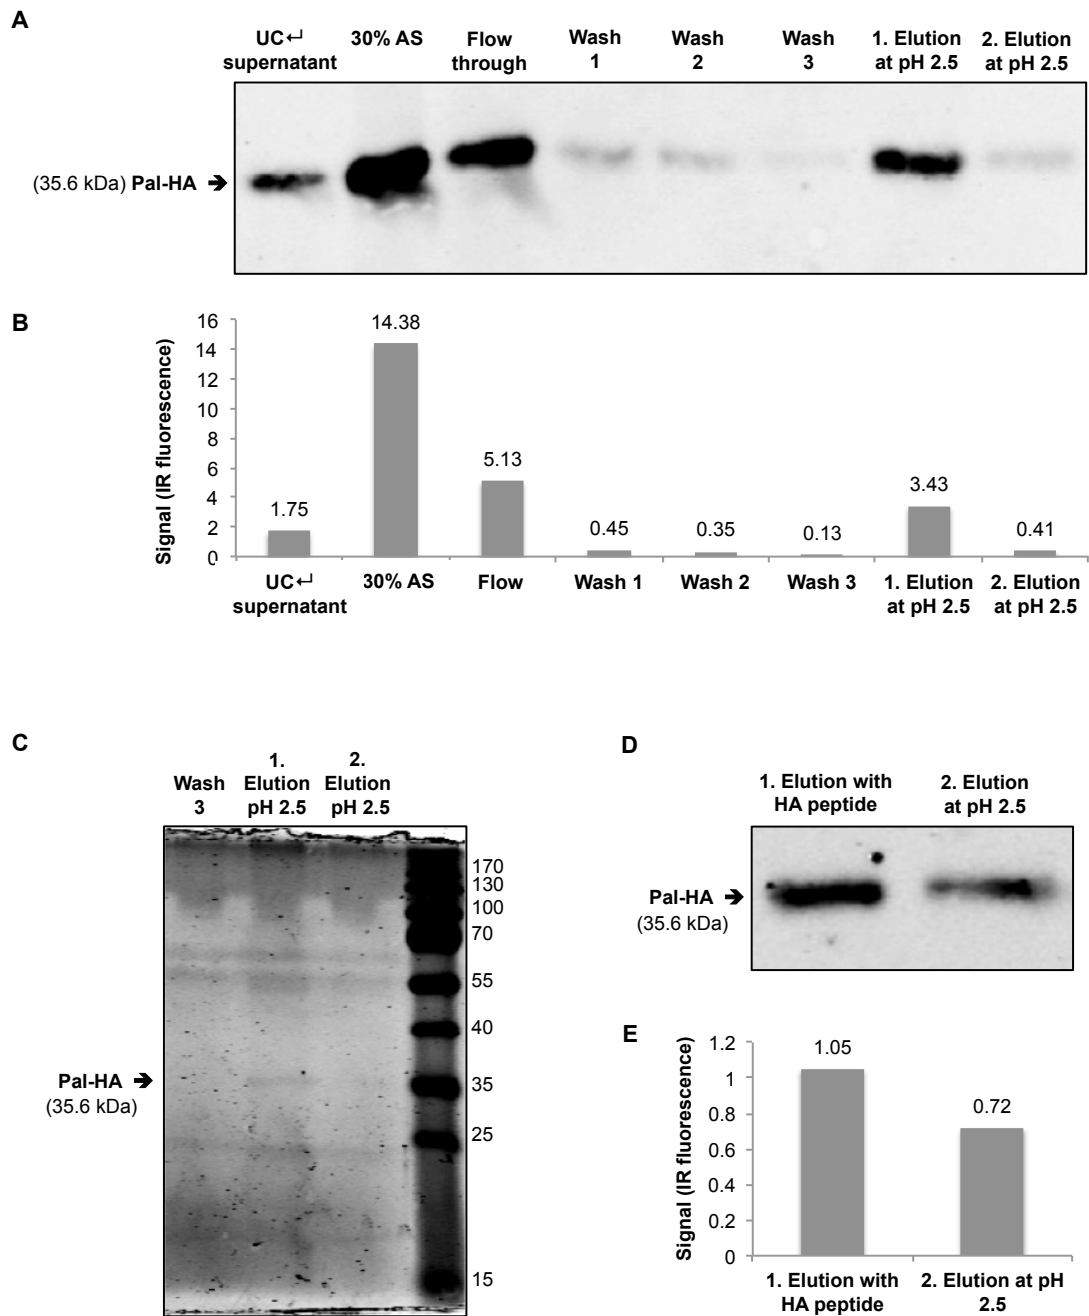 A
UC↵ 30% AS Flow Wash Wash Wash 1. Elution 2. Elution
supernatant through 1 2 3 at pH 2.5 at pH 2.5
(35.6 kDa) Pal-HA ➔
B
Signal (IR fluorescence)
16
14
12
10
8
6
4
2
0
1.75 14.38 5.13 0.45 0.35 0.13 3.43 0.41
UC↵ 30% AS Flow Wash 1 Wash 2 Wash 3 1. Elution 2. Elution
supernatant at pH 2.5 at pH 2.5
C
1. 2.
Wash Elution Elution
3 pH 2.5 pH 2.5
170
130
100
70
55
40
35
25
15
Pal-HA ➔
(35.6 kDa)
D
1. Elution with 2. Elution
HA peptide at pH 2.5
Pal-HA ➔
(35.6 kDa)
E
Signal (IR fluorescence)
1.2
1
0.8
0.6
0.4
0.2
0
1.05 0.72
1. Elution with 2. Elution at pH
HA peptide 2.5